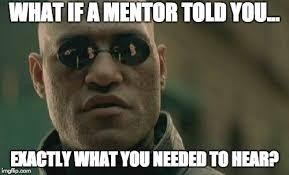 WHAT IF A MENTOR TOLD YOU...
EXACTLY WHAT YOU NEEDED TO HEAR?
imgflip.com